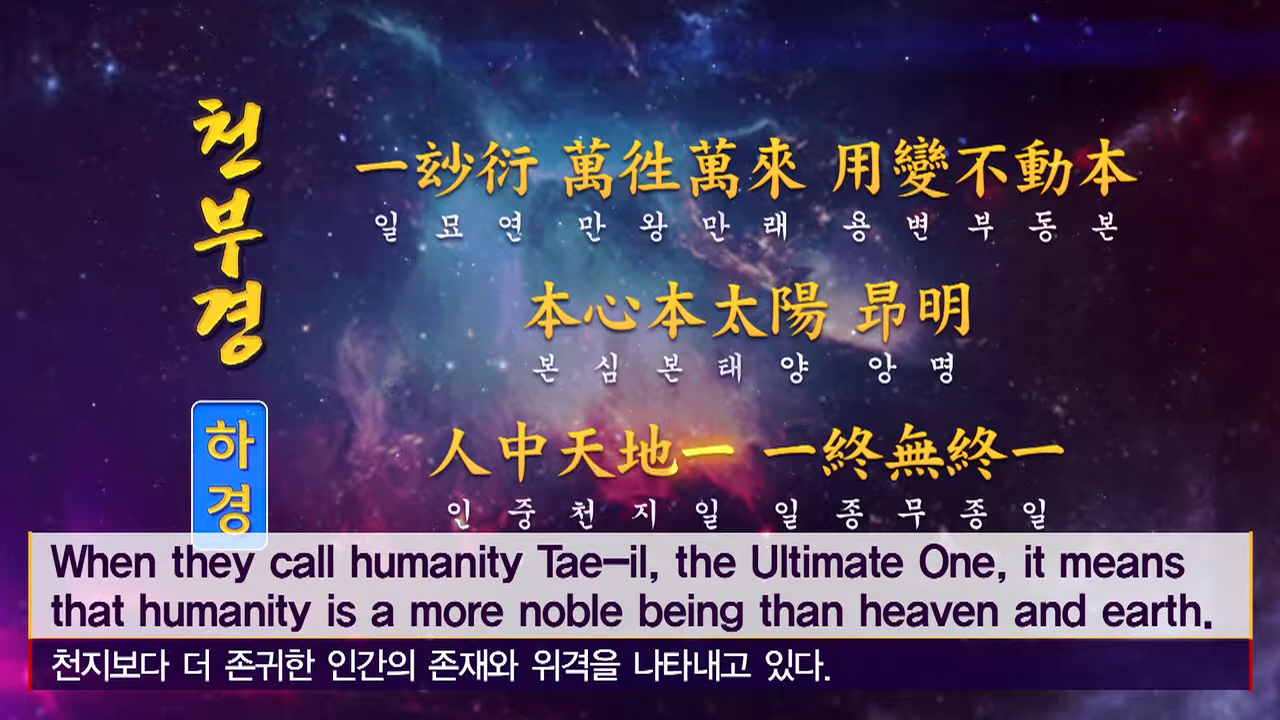 천부경
하경
一玅衍 萬徃萬來 用變不動本
일 묘 연 만 왕 만 래 용 변 부 동 본
本心本太陽 昻明
본 심 본 태 양 앙 명
人中天地一 一終無終一
인 중 천 지 일 일 종 무 종 일
When they call humanity Tae-il, the Ultimate One, it means
that humanity is a more noble being than heaven and earth.
천지보다 더 존귀한 인간의 존재와 위격을 나타내고 있다.